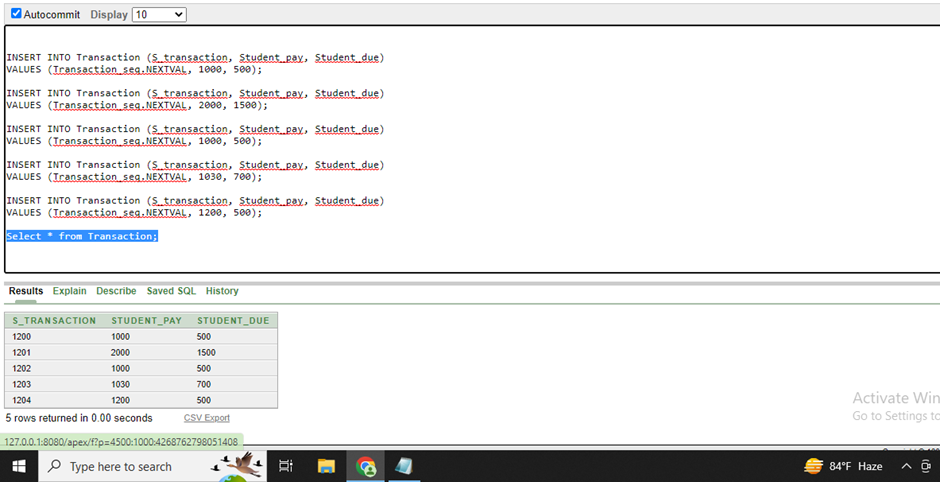 Autocommit Display 10
INSERT INTO Transaction (S_transaction, Student_pay, Student_due)
VALUES (Transaction_seq.NEXTVAL, 1000, 500);
INSERT INTO Transaction (S_transaction, Student_pay, Student_due)
VALUES (Transaction_seq.NEXTVAL, 2000, 1500);
INSERT INTO Transaction (S_transaction, Student_pay, Student_due)
VALUES (Transaction_seq.NEXTVAL, 1000, 500);
INSERT INTO Transaction (S_transaction, Student_pay, Student_due)
VALUES (Transaction_seq.NEXTVAL, 1030, 700);
INSERT INTO Transaction (S_transaction, Student_pay, Student_due)
VALUES (Transaction_seq.NEXTVAL, 1200, 500);
Select * from Transaction;
Results Explain Describe Saved SQL History
S_TRANSACTION STUDENT_PAY STUDENT_DUE
1200 1000 500
1201 2000 1500
1202 1000 500
1203 1030 700
1204 1200 500
5 rows returned in 0.00 seconds CSV Export
Activate Win
Go to Settings to
127.0.0.1:8080/apex/f?p=4500:1000:4268762798051408
Type here to search 84°F Haze